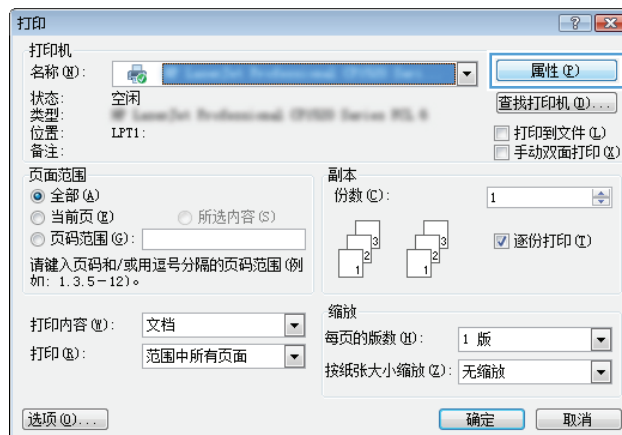 打印
打印机
名称(N):
属性(P)
状态: 空闲
查找打印机(D)...
类型:
位置: LPT1:
打印到文件(L)
备注:
手动双面打印(X)
页面范围
全部(A)
当前页(E) 所选内容(S)
页码范围(G):
请键入页码和/或用逗号分隔的页码范围(例
如: 1.3.5-12)。
副本
份数(C): 1
3 3
2 2
1 1
逐份打印(T)
打印内容(W): 文档
打印(R): 范围中所有页面
缩放
每页的版数(H): 1 版
按纸张大小缩放(Z): 无缩放
选项(O)... 确定 取消